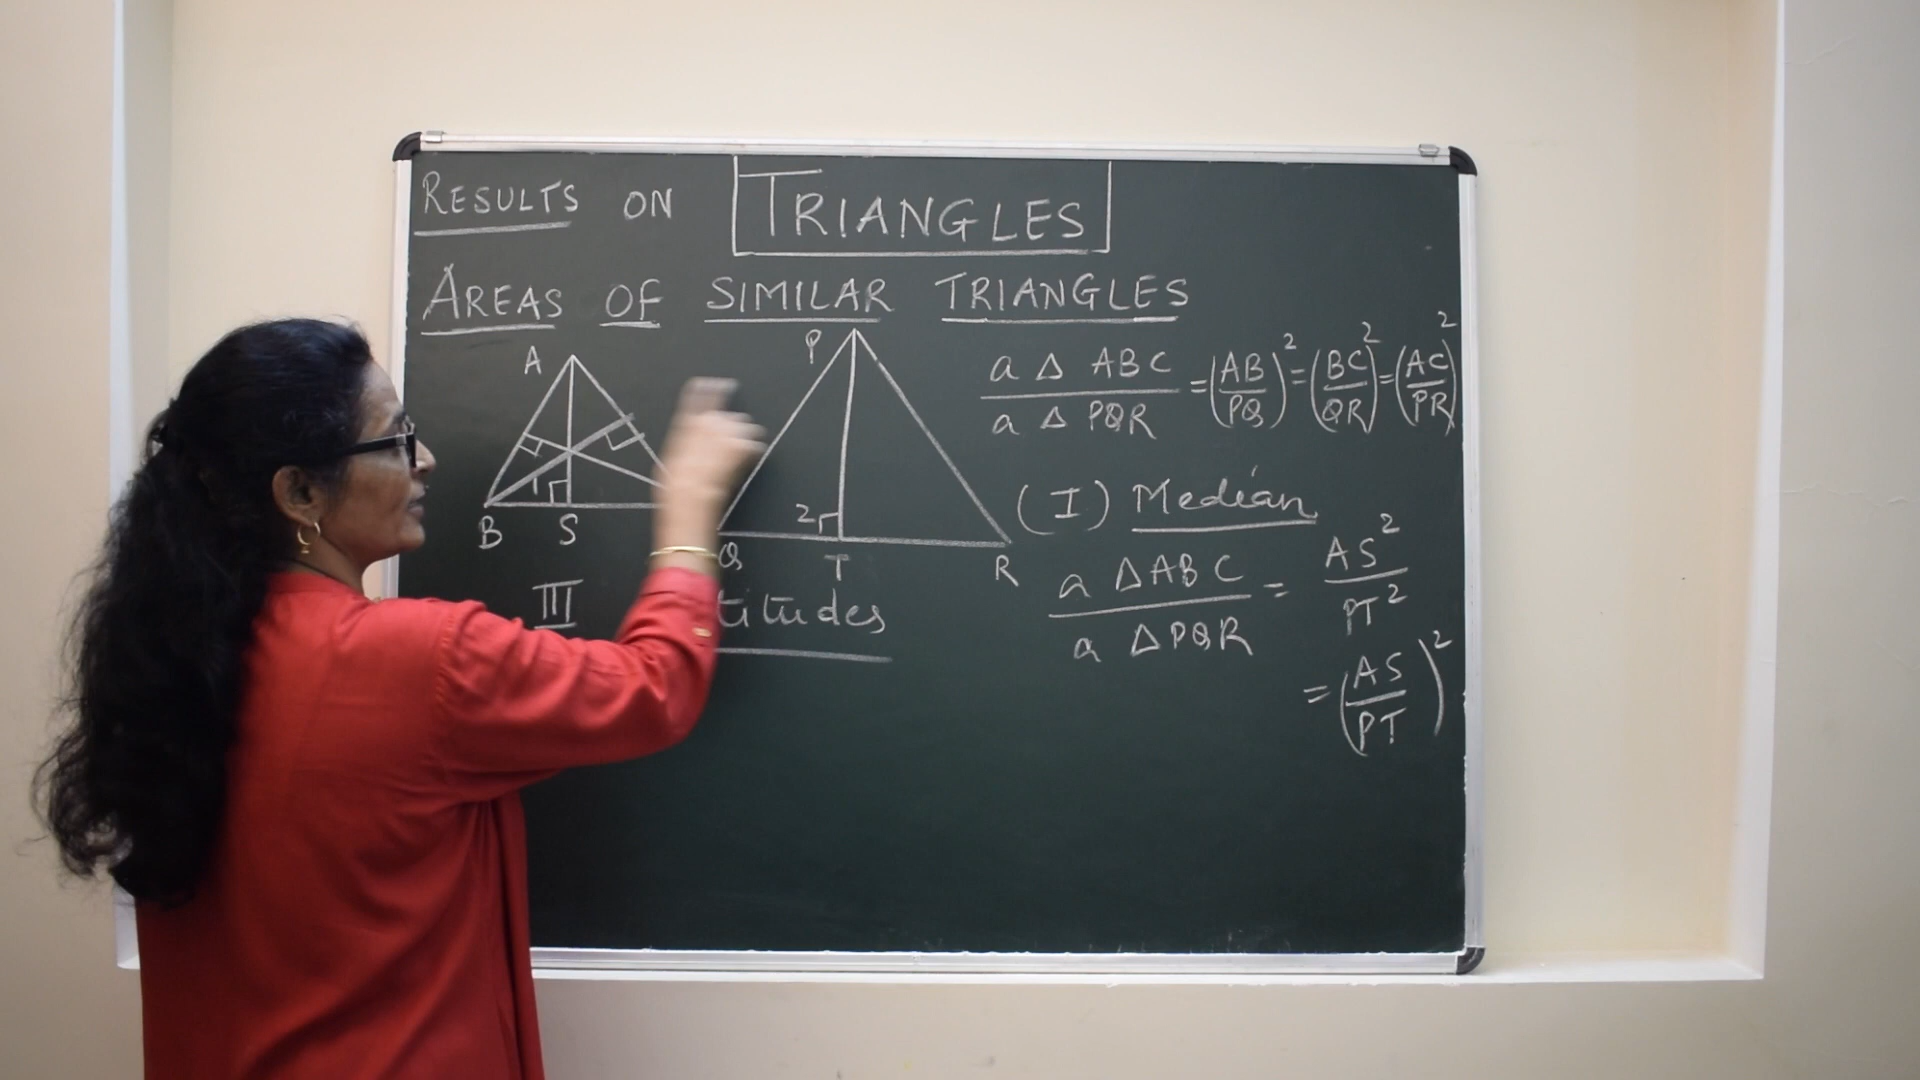 RESULTS ON TRIANGLES
AREAS OF SIMILAR TRIANGLES
A
B S
1
P
Q T R
2
a Δ ABC / a Δ PQR = (AB/PQ)² = (BC/QR)² = (AC/PR)²
(I) Median
a ΔABC / a ΔPQR = AS²/PT²
= (AS/PT)²
III